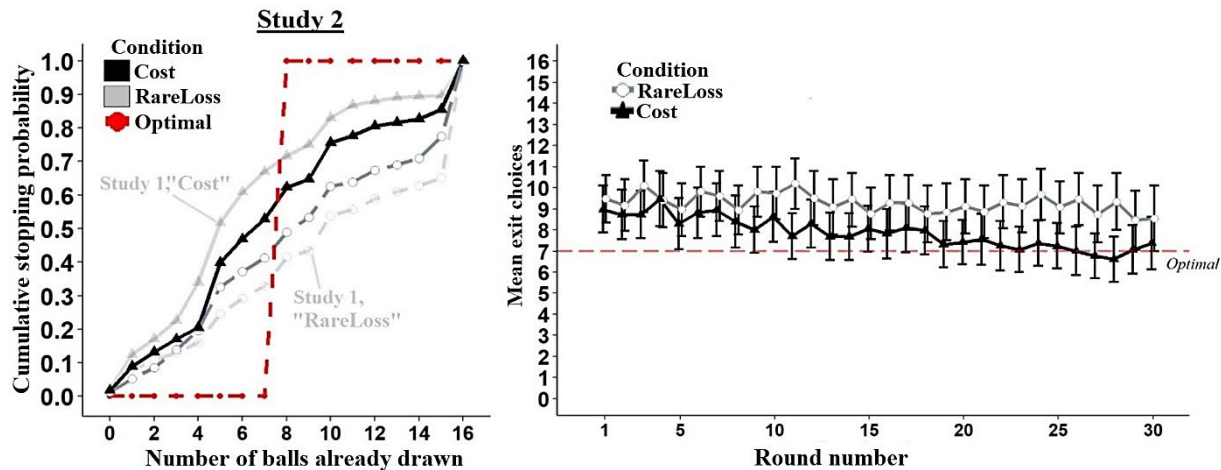 Study 2
Cumulative stopping probability
1.0
0.9
0.8
0.7
0.6
0.5
0.4
0.3
0.2
0.1
0.0
Condition
Cost
RareLoss
Optimal
Study 1,"Cost"
Study 1,
"RareLoss"
0 2 4 6 8 10 12 14 16
Number of balls already drawn
Mean exit choices
16
15
14
13
12
11
10
9
8
7
6
5
4
3
2
1
0
Condition
RareLoss
Cost
Optimal
1 5 10 15 20 25 30
Round number